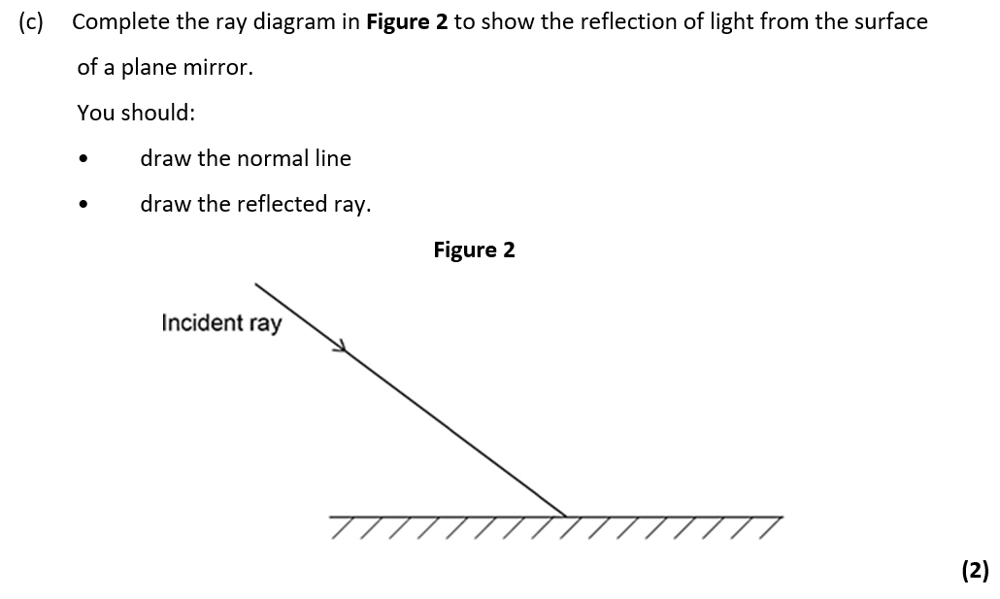 (c) Complete the ray diagram in Figure 2 to show the reflection of light from the surface
of a plane mirror.
You should:
• draw the normal line
• draw the reflected ray.
Figure 2
Incident ray
(2)